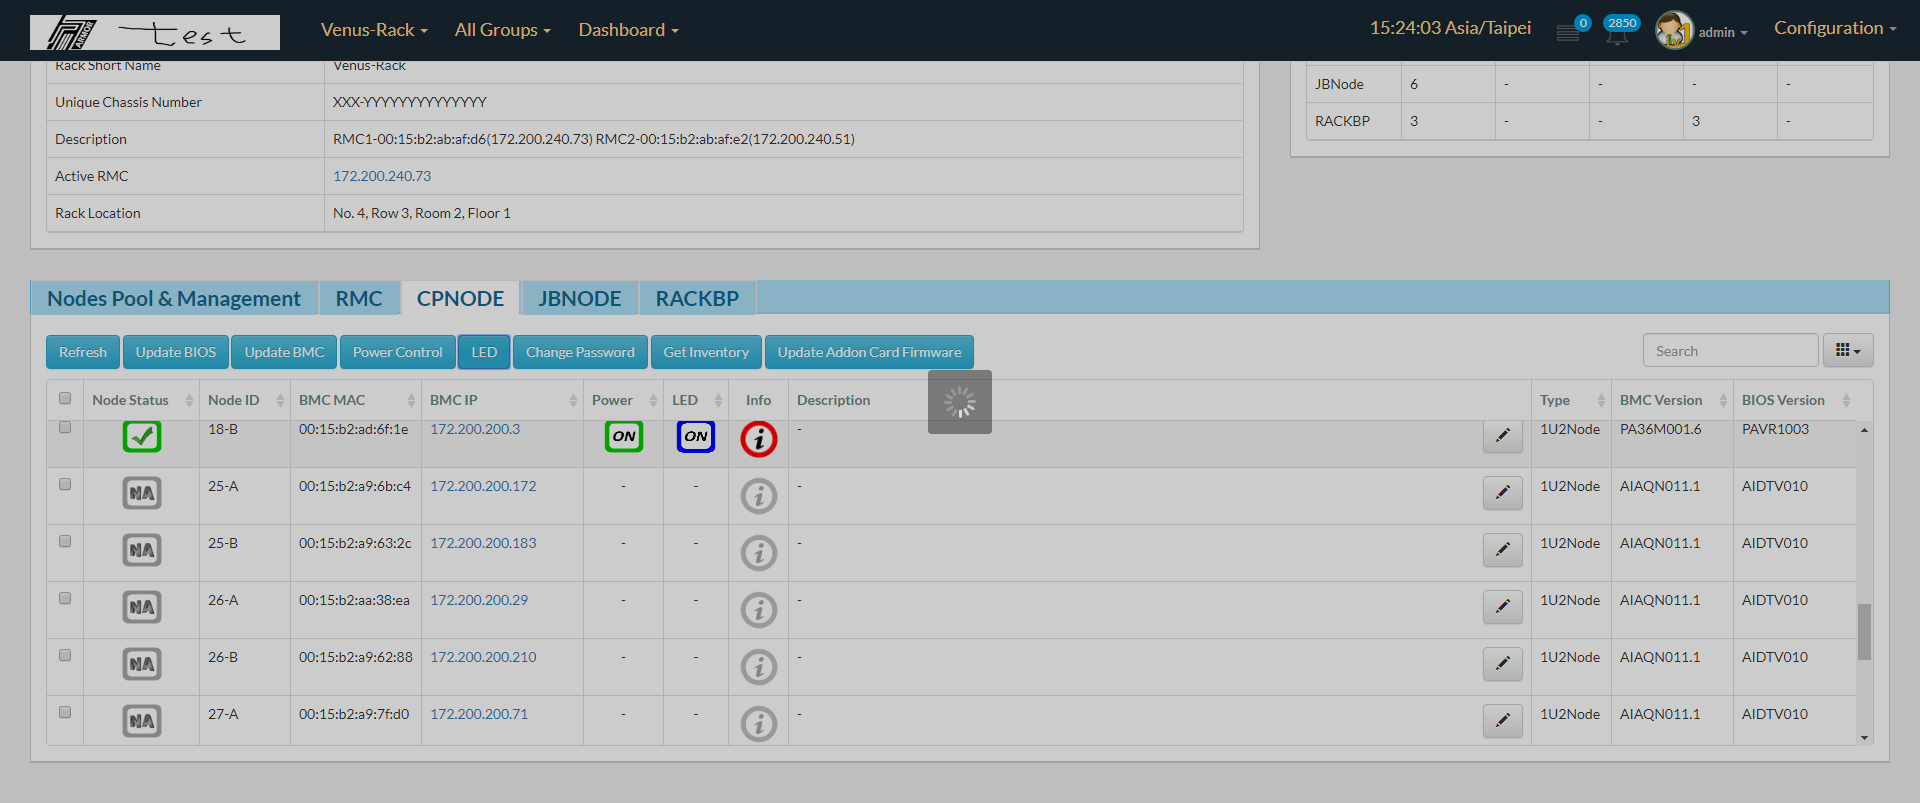 ARMOR test Venus-Rack All Groups Dashboard 15:24:03 Asia/Taipei 0 2850 admin Configuration
Rack Short Name Venus-Rack
Unique Chassis Number XXX-YYYYYYYYYYYYYY
Description RMC1-00:15:b2:ab:af:d6(172.200.240.73) RMC2-00:15:b2:ab:af:e2(172.200.240.51)
Active RMC 172.200.240.73
Rack Location No. 4, Row 3, Room 2, Floor 1
JBNode 6 - - - -
RACKBP 3 - - 3 -
Nodes Pool & Management RMC CPNODE JBNODE RACKBP
Refresh Update BIOS Update BMC Power Control LED Change Password Get Inventory Update Addon Card Firmware Search
Node Status Node ID BMC MAC BMC IP Power LED Info Description Type BMC Version BIOS Version
18-B 00:15:b2:ad:6f:1e 172.200.200.3 ON ON i - 1U2Node PA36M001.6 PAVR1003
NA 25-A 00:15:b2:a9:6b:c4 172.200.200.172 - - i - 1U2Node AIAQN011.1 AIDTV010
NA 25-B 00:15:b2:a9:63:2c 172.200.200.183 - - i - 1U2Node AIAQN011.1 AIDTV010
NA 26-A 00:15:b2:aa:38:ea 172.200.200.29 - - i - 1U2Node AIAQN011.1 AIDTV010
NA 26-B 00:15:b2:a9:62:88 172.200.200.210 - - i - 1U2Node AIAQN011.1 AIDTV010
NA 27-A 00:15:b2:a9:7f:d0 172.200.200.71 - - i - 1U2Node AIAQN011.1 AIDTV010